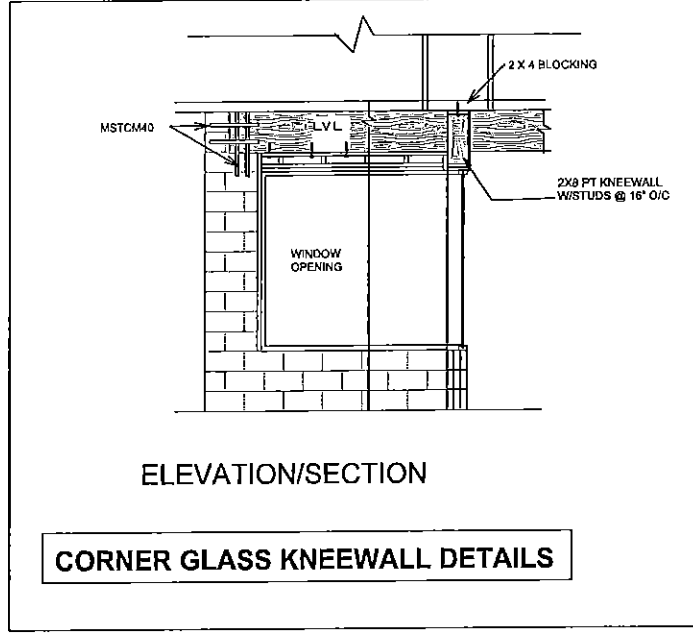 2 X 4 BLOCKING
MSTCM40
LVL
2X8 PT KNEEWALL
W/STUDS @ 16" O/C
WINDOW
OPENING
ELEVATION/SECTION
CORNER GLASS KNEEWALL DETAILS